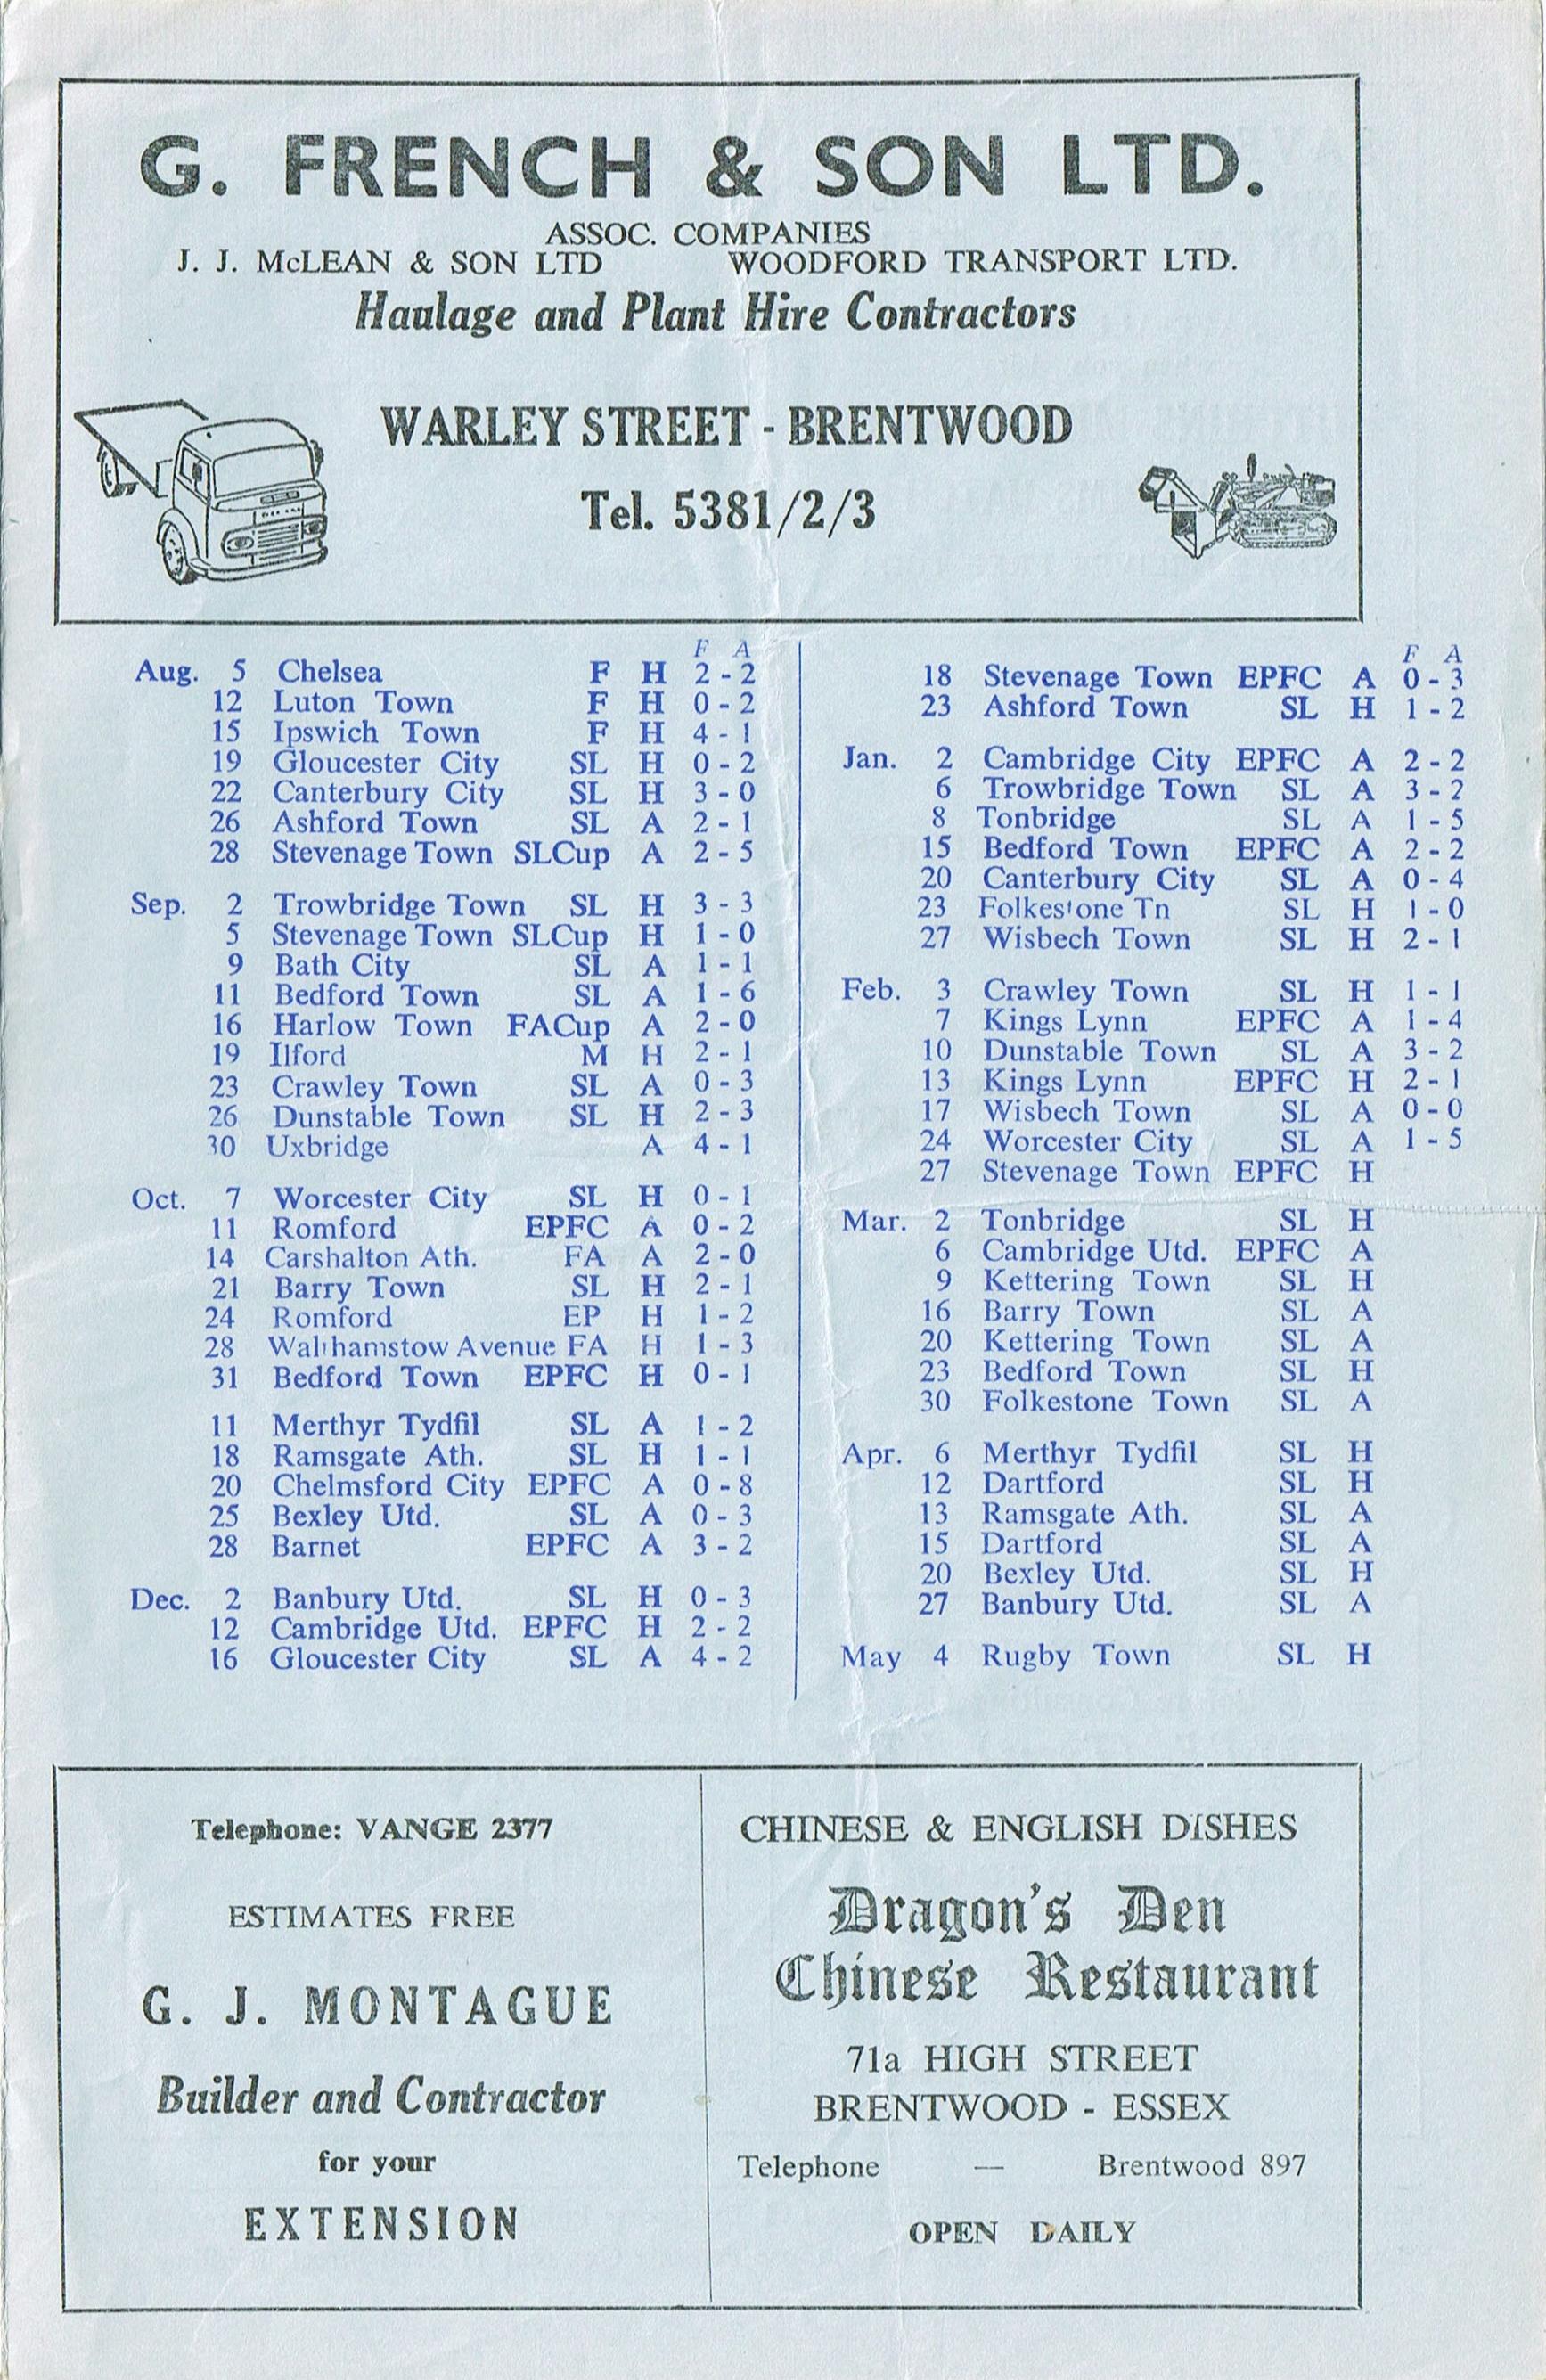 G. FRENCH & SON LTD.
ASSOC. COMPANIES
J. J. McLEAN & SON LTD WOODFORD TRANSPORT LTD.
Haulage and Plant Hire Contractors
WARLEY STREET - BRENTWOOD
Tel. 5381/2/3
F A
Aug. 5 Chelsea F H 2 - 2
12 Luton Town F H 0 - 2
15 Ipswich Town F H 4 - 1
19 Gloucester City SL H 0 - 2
22 Canterbury City SL H 3 - 0
26 Ashford Town SL A 2 - 1
28 Stevenage Town SLCup A 2 - 5
Sep. 2 Trowbridge Town SL H 3 - 3
5 Stevenage Town SLCup H 1 - 0
9 Bath City SL A 1 - 1
11 Bedford Town SL A 1 - 6
16 Harlow Town FACup A 2 - 0
19 Ilford M H 2 - 1
23 Crawley Town SL A 0 - 3
26 Dunstable Town SL H 2 - 3
30 Uxbridge A 4 - 1
Oct. 7 Worcester City SL H 0 - 1
11 Romford EPFC A 0 - 2
14 Carshalton Ath. FA A 2 - 0
21 Barry Town SL H 2 - 1
24 Romford EP H 1 - 2
28 Walthamstow Avenue FA H 1 - 3
31 Bedford Town EPFC H 0 - 1
11 Merthyr Tydfil SL A 1 - 2
18 Ramsgate Ath. SL H 1 - 1
20 Chelmsford City EPFC A 0 - 8
25 Bexley Utd. SL A 0 - 3
28 Barnet EPFC A 3 - 2
Dec. 2 Banbury Utd. SL H 0 - 3
12 Cambridge Utd. EPFC H 2 - 2
16 Gloucester City SL A 4 - 2
F A
18 Stevenage Town EPFC A 0 - 3
23 Ashford Town SL H 1 - 2
Jan. 2 Cambridge City EPFC A 2 - 2
6 Trowbridge Town SL A 3 - 2
8 Tonbridge SL A 1 - 5
15 Bedford Town EPFC A 2 - 2
20 Canterbury City SL A 0 - 4
23 Folkestone Tn SL H 1 - 0
27 Wisbech Town SL H 2 - 1
Feb. 3 Crawley Town SL H 1 - 1
7 Kings Lynn EPFC A 1 - 4
10 Dunstable Town SL A 3 - 2
13 Kings Lynn EPFC H 2 - 1
17 Wisbech Town SL A 0 - 0
24 Worcester City SL A 1 - 5
27 Stevenage Town EPFC H
Mar. 2 Tonbridge SL H
6 Cambridge Utd. EPFC A
9 Kettering Town SL H
16 Barry Town SL A
20 Kettering Town SL A
23 Bedford Town SL H
30 Folkestone Town SL A
Apr. 6 Merthyr Tydfil SL H
12 Dartford SL H
13 Ramsgate Ath. SL A
15 Dartford SL A
20 Bexley Utd. SL H
27 Banbury Utd. SL A
May 4 Rugby Town SL H
Telephone: VANGE 2377
ESTIMATES FREE
G. J. MONTAGUE
Builder and Contractor
for your
EXTENSION
CHINESE & ENGLISH DISHES
Dragon's Den
Chinese Restaurant
71a HIGH STREET
BRENTWOOD - ESSEX
Telephone — Brentwood 897
OPEN DAILY